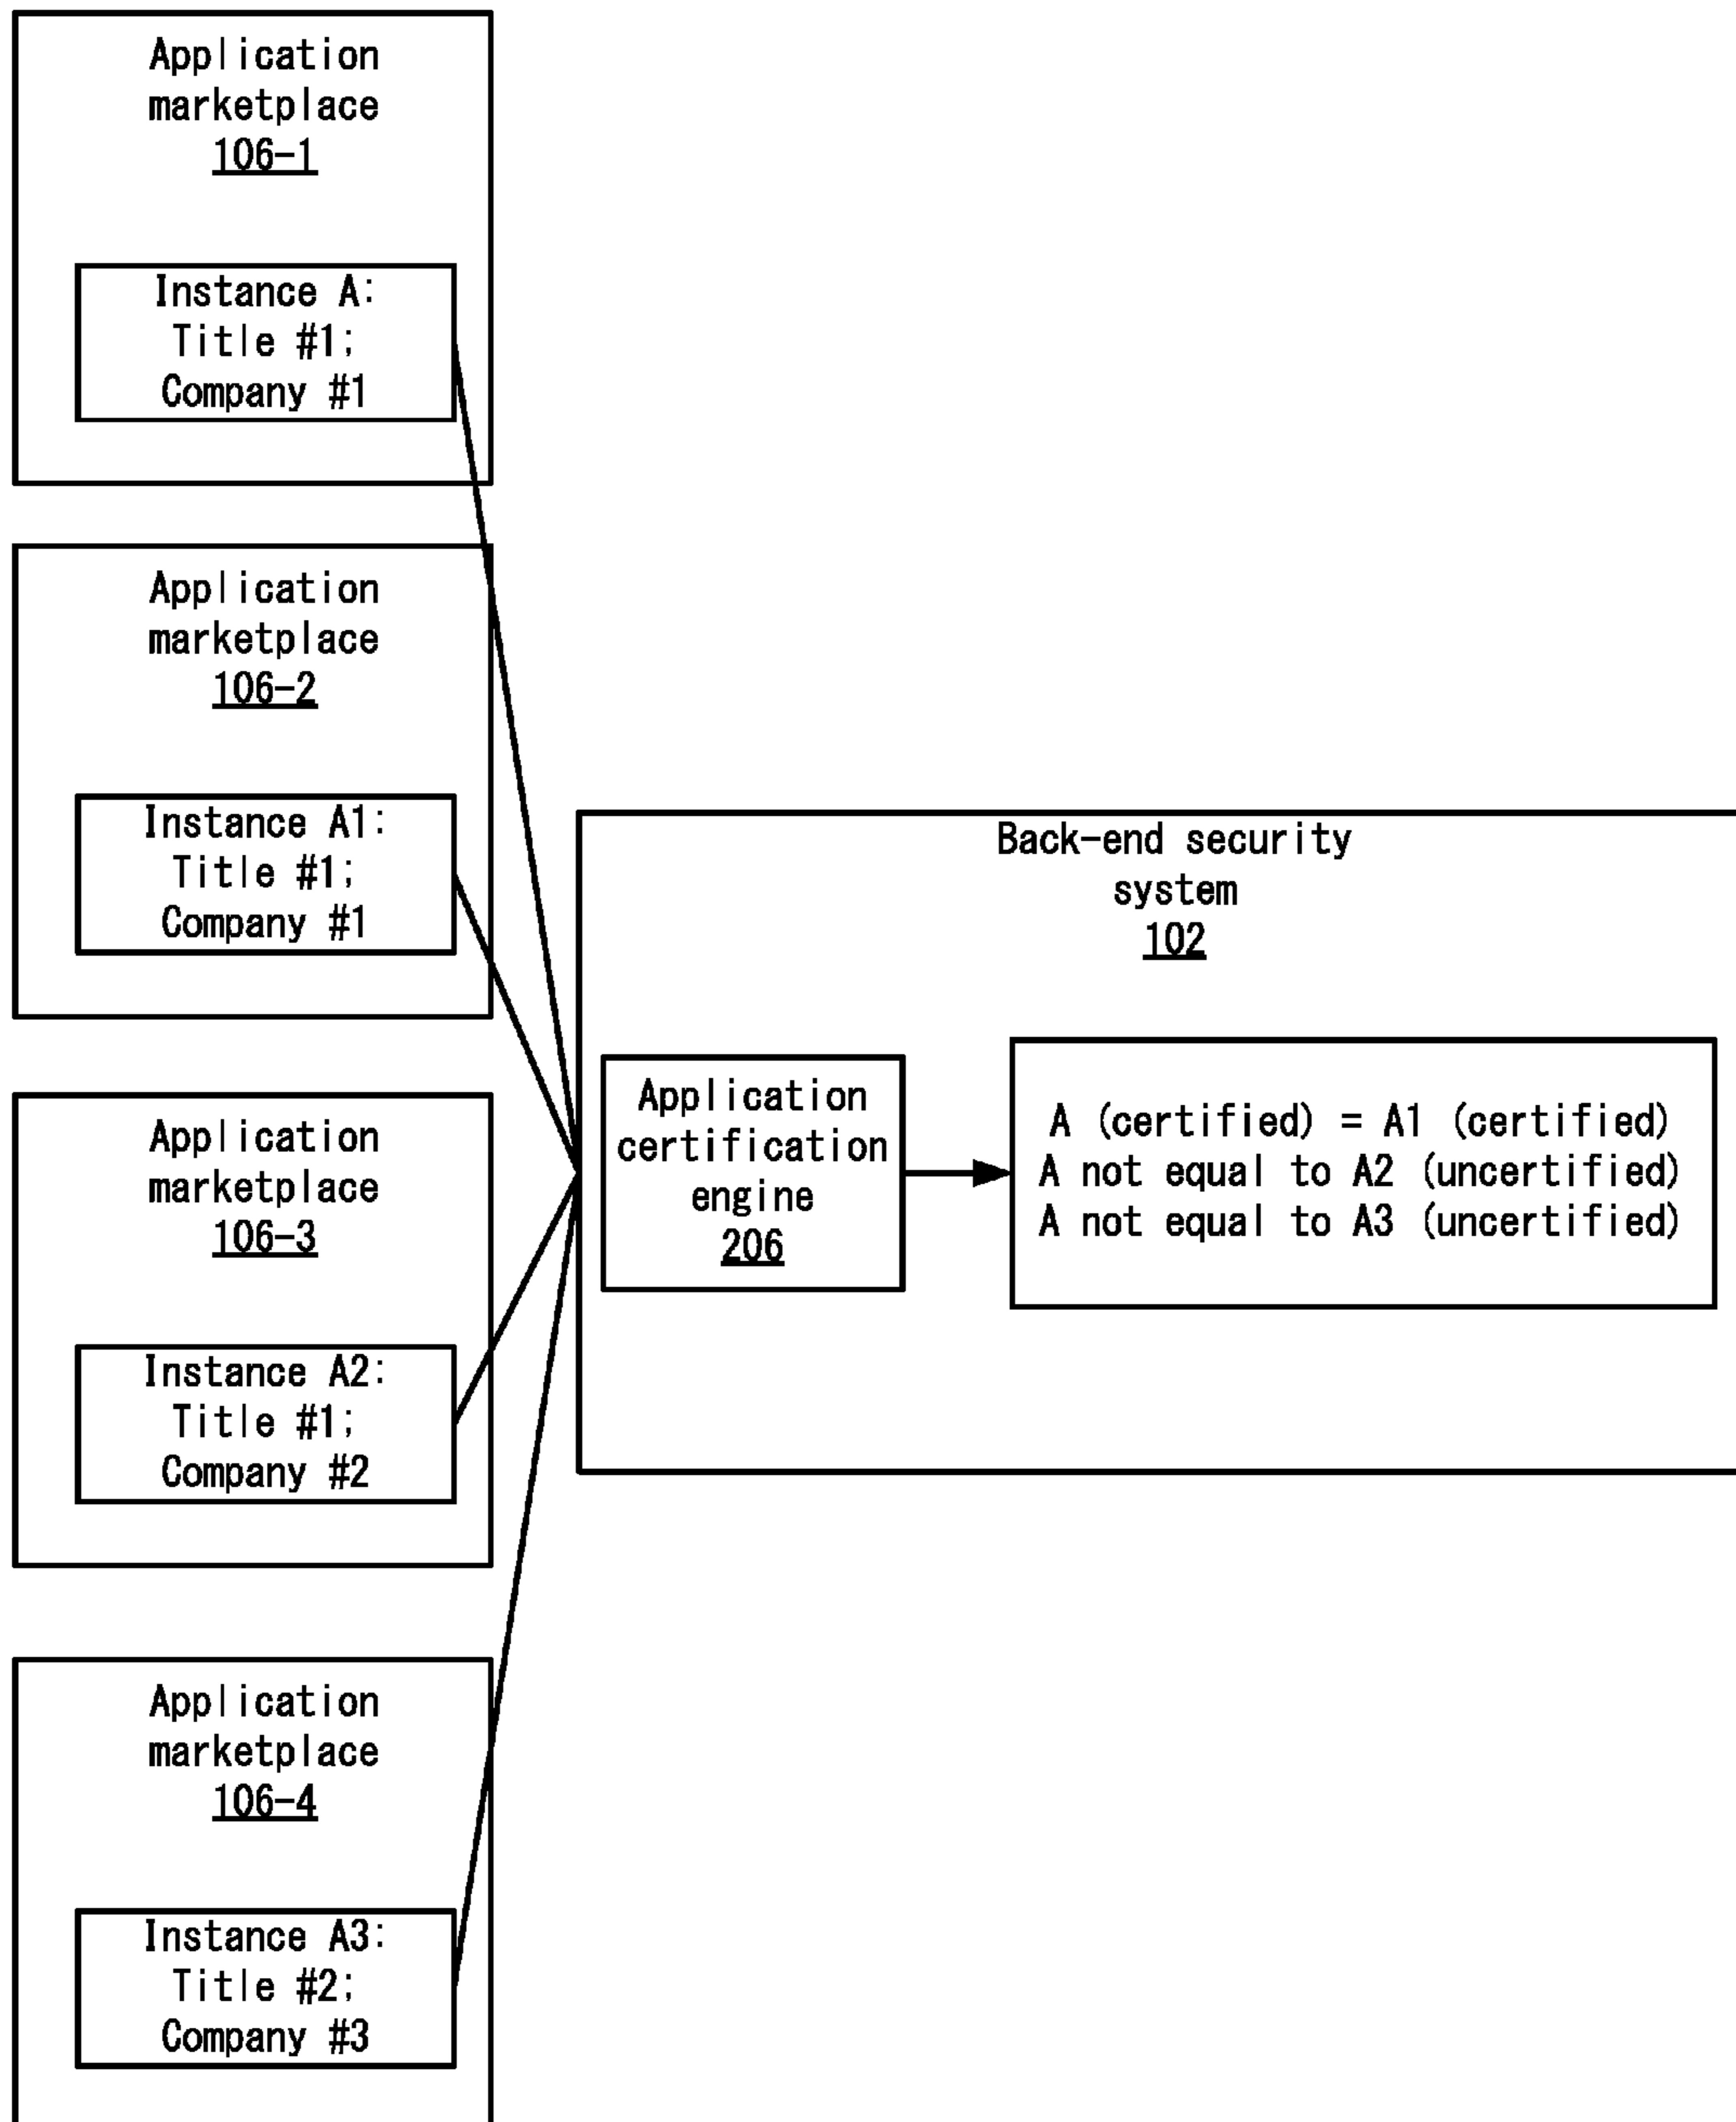 Application
marketplace
106-1
Instance A:
Title #1;
Company #1
Application
marketplace
106-2
Instance A1:
Title #1;
Company #1
Application
marketplace
106-3
Instance A2:
Title #1;
Company #2
Application
marketplace
106-4
Instance A3:
Title #2;
Company #3
Back-end security
system
102
Application
certification
engine
206
A (certified) = A1 (certified)
A not equal to A2 (uncertified)
A not equal to A3 (uncertified)